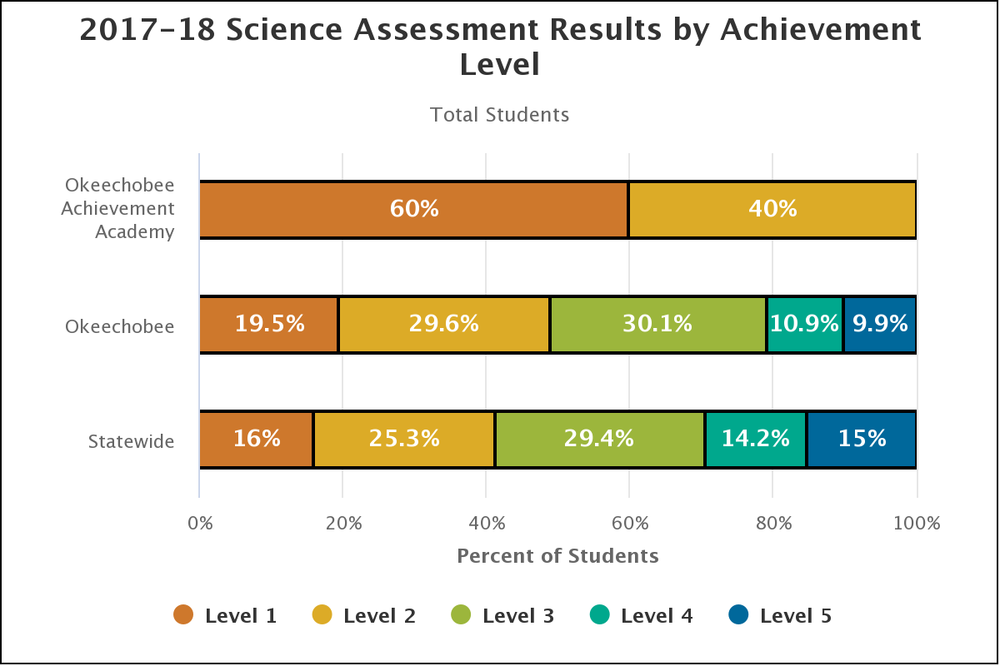 2017-18 Science Assessment Results by Achievement
Level
Total Students
Okeechobee
Achievement
Academy
60%
40%
Okeechobee
19.5%
29.6%
30.1%
10.9%
9.9%
Statewide
16%
25.3%
29.4%
14.2%
15%
0%
20%
40%
60%
80%
100%
Percent of Students
Level 1
Level 2
Level 3
Level 4
Level 5